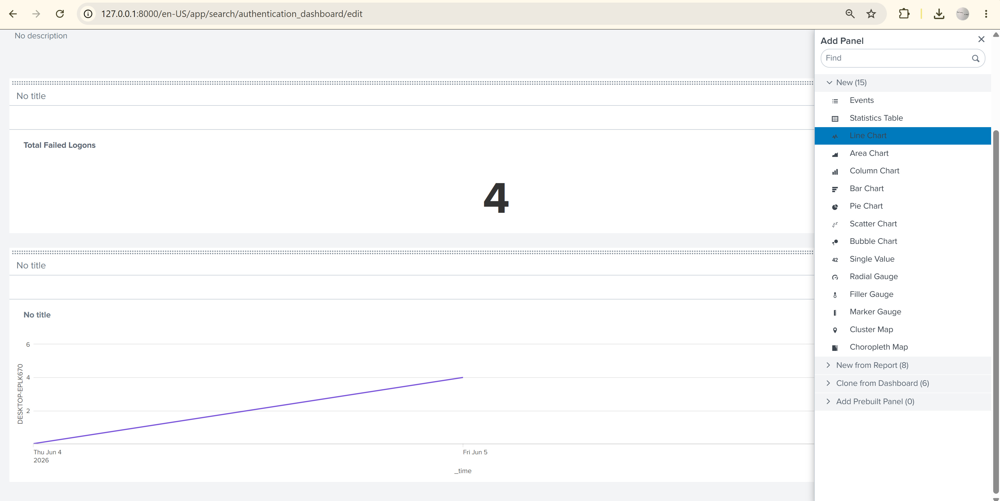 127.0.0.1:8000/en-US/app/search/authentication_dashboard/edit
No description
No title
Total Failed Logons
4
No title
No title
6
4
2
DESKTOP-EPLK670
Thu Jun 4
2026
Fri Jun 5
_time
Add Panel
Find
New (15)
Events
Statistics Table
Line Chart
Area Chart
Column Chart
Bar Chart
Pie Chart
Scatter Chart
Bubble Chart
42 Single Value
Radial Gauge
Filler Gauge
Marker Gauge
Cluster Map
Choropleth Map
New from Report (8)
Clone from Dashboard (6)
Add Prebuilt Panel (0)